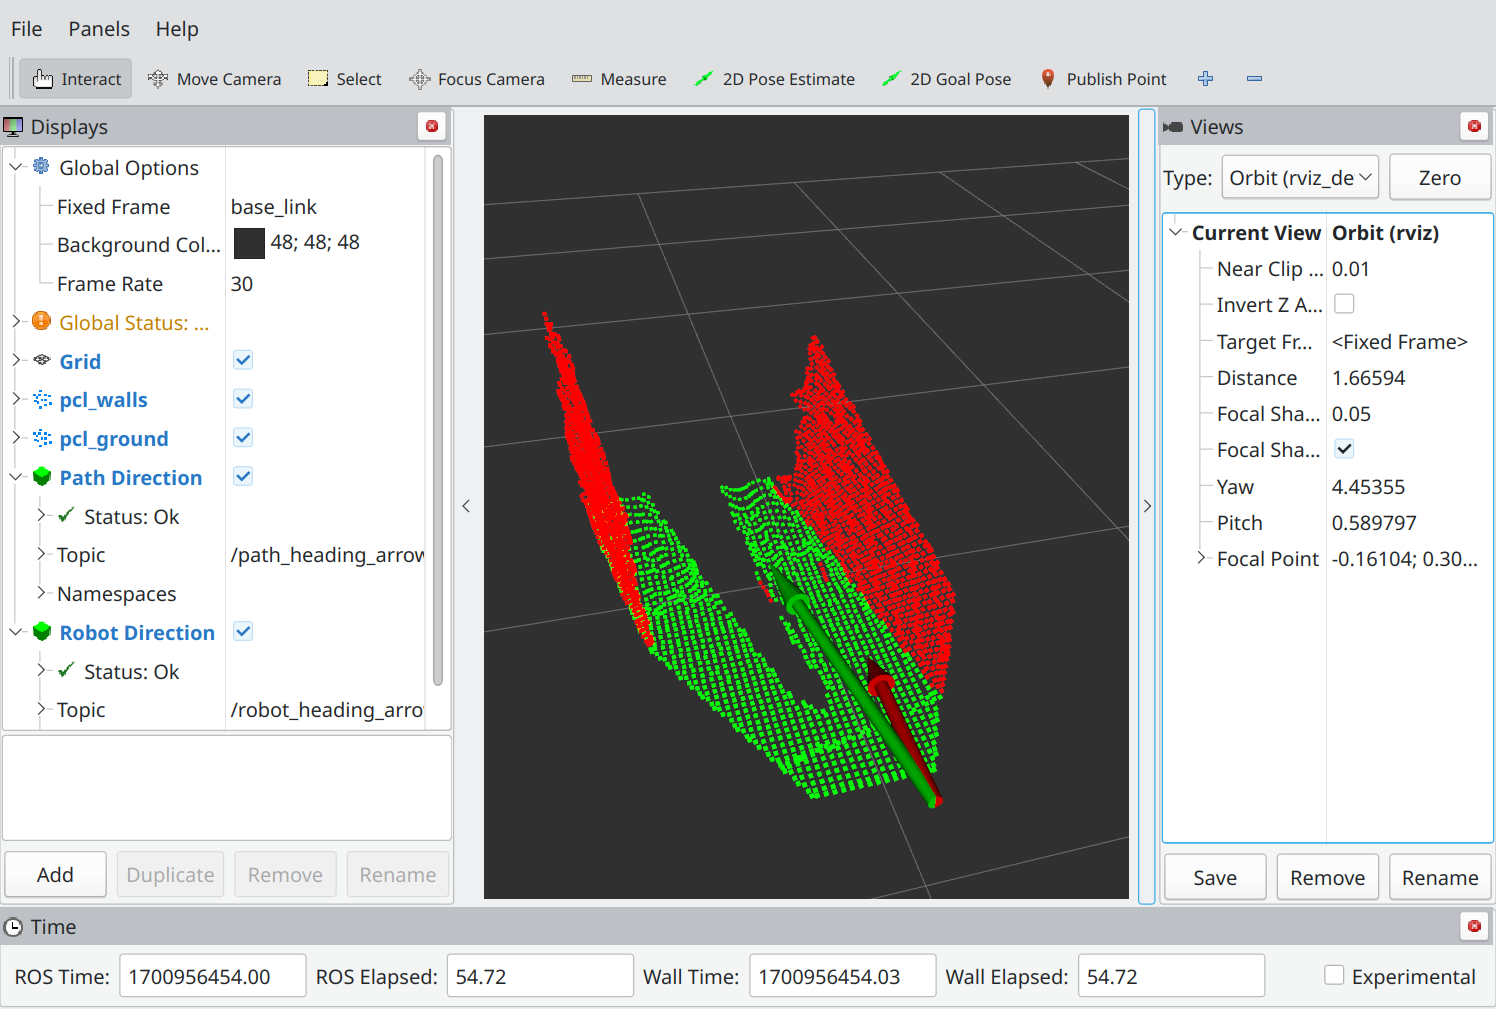 File Panels Help
Interact Move Camera Select Focus Camera Measure 2D Pose Estimate 2D Goal Pose Publish Point
Displays
Global Options
Fixed Frame base_link
Background Col... 48; 48; 48
Frame Rate 30
Global Status: ...
Grid
pcl_walls
pcl_ground
Path Direction
Status: Ok
Topic /path_heading_arrow
Namespaces
Robot Direction
Status: Ok
Topic /robot_heading_arro
Add Duplicate Remove Rename
Views
Type: Orbit (rviz_de Zero
Current View Orbit (rviz)
Near Clip ... 0.01
Invert Z A...
Target Fr... <Fixed Frame>
Distance 1.66594
Focal Sha... 0.05
Focal Sha...
Yaw 4.45355
Pitch 0.589797
Focal Point -0.16104; 0.30...
Save Remove Rename
Time
ROS Time: 1700956454.00 ROS Elapsed: 54.72 Wall Time: 1700956454.03 Wall Elapsed: 54.72 Experimental